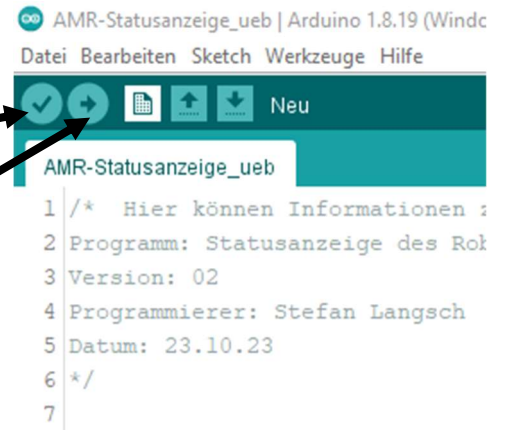 AMR-Statusanzeige_ueb | Arduino 1.8.19 (Windo
Datei Bearbeiten Sketch Werkzeuge Hilfe
Neu
AMR-Statusanzeige_ueb
1 /* Hier können Informationen
2 Programm: Statusanzeige des Rob
3 Version: 02
4 Programmierer: Stefan Langsch
5 Datum: 23.10.23
6 */
7